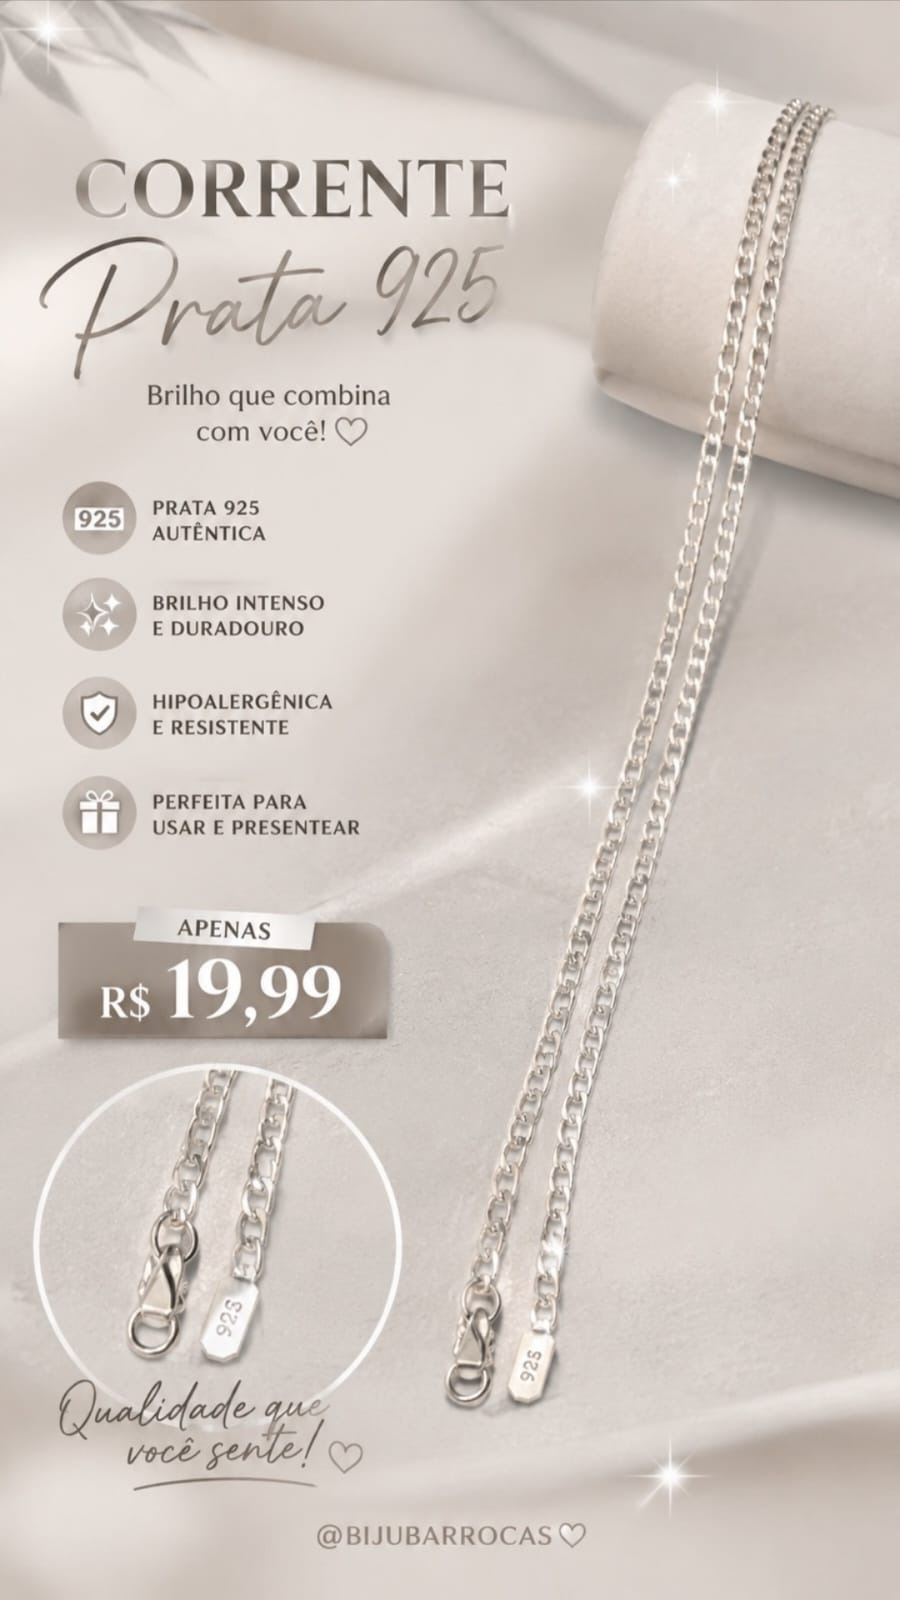 CORRENTE
Prata 925
Brilho que combina
com você!
925
PRATA 925
AUTÊNTICA
BRILHO INTENSO
E DURADOURO
HIPOALERGÊNICA
E RESISTENTE
PERFEITA PARA
USAR E PRESENTEAR
APENAS
R$ 19,99
925
925
Qualidade que
você sente!
@BIJUBARROCAS